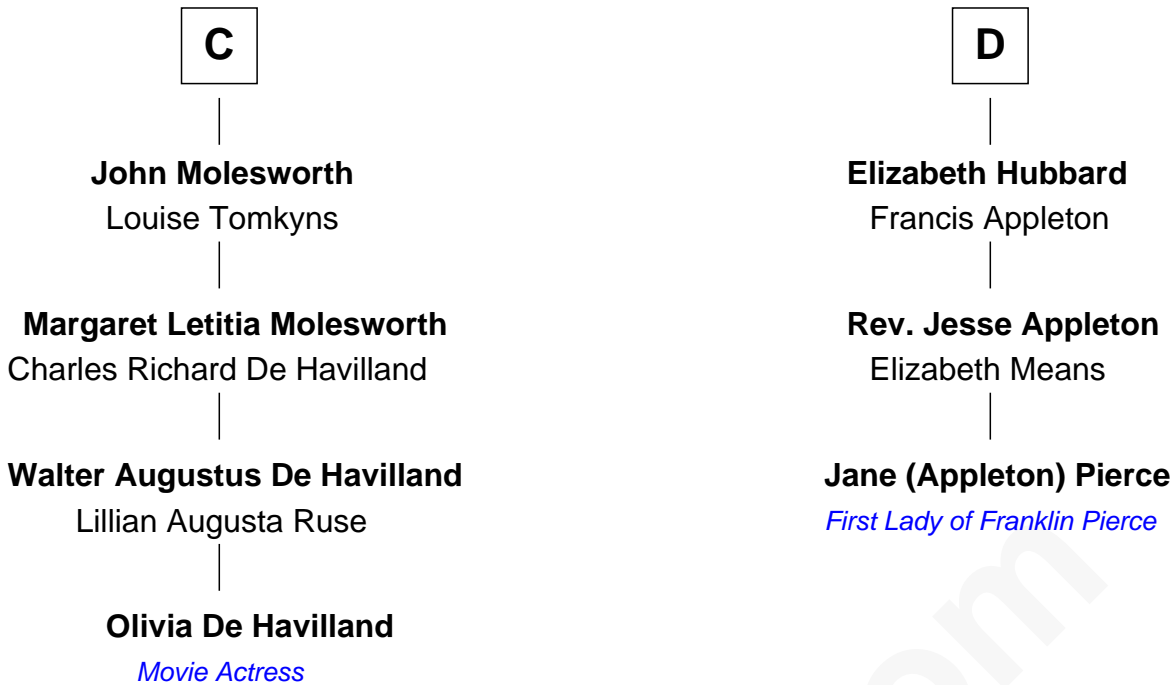 C
John Molesworth
Louise Tomkyns
Margaret Letitia Molesworth
Charles Richard De Havilland
Walter Augustus De Havilland
Lillian Augusta Ruse
Olivia De Havilland
Movie Actress
D
Elizabeth Hubbard
Francis Appleton
Rev. Jesse Appleton
Elizabeth Means
Jane (Appleton) Pierce
First Lady of Franklin Pierce
om